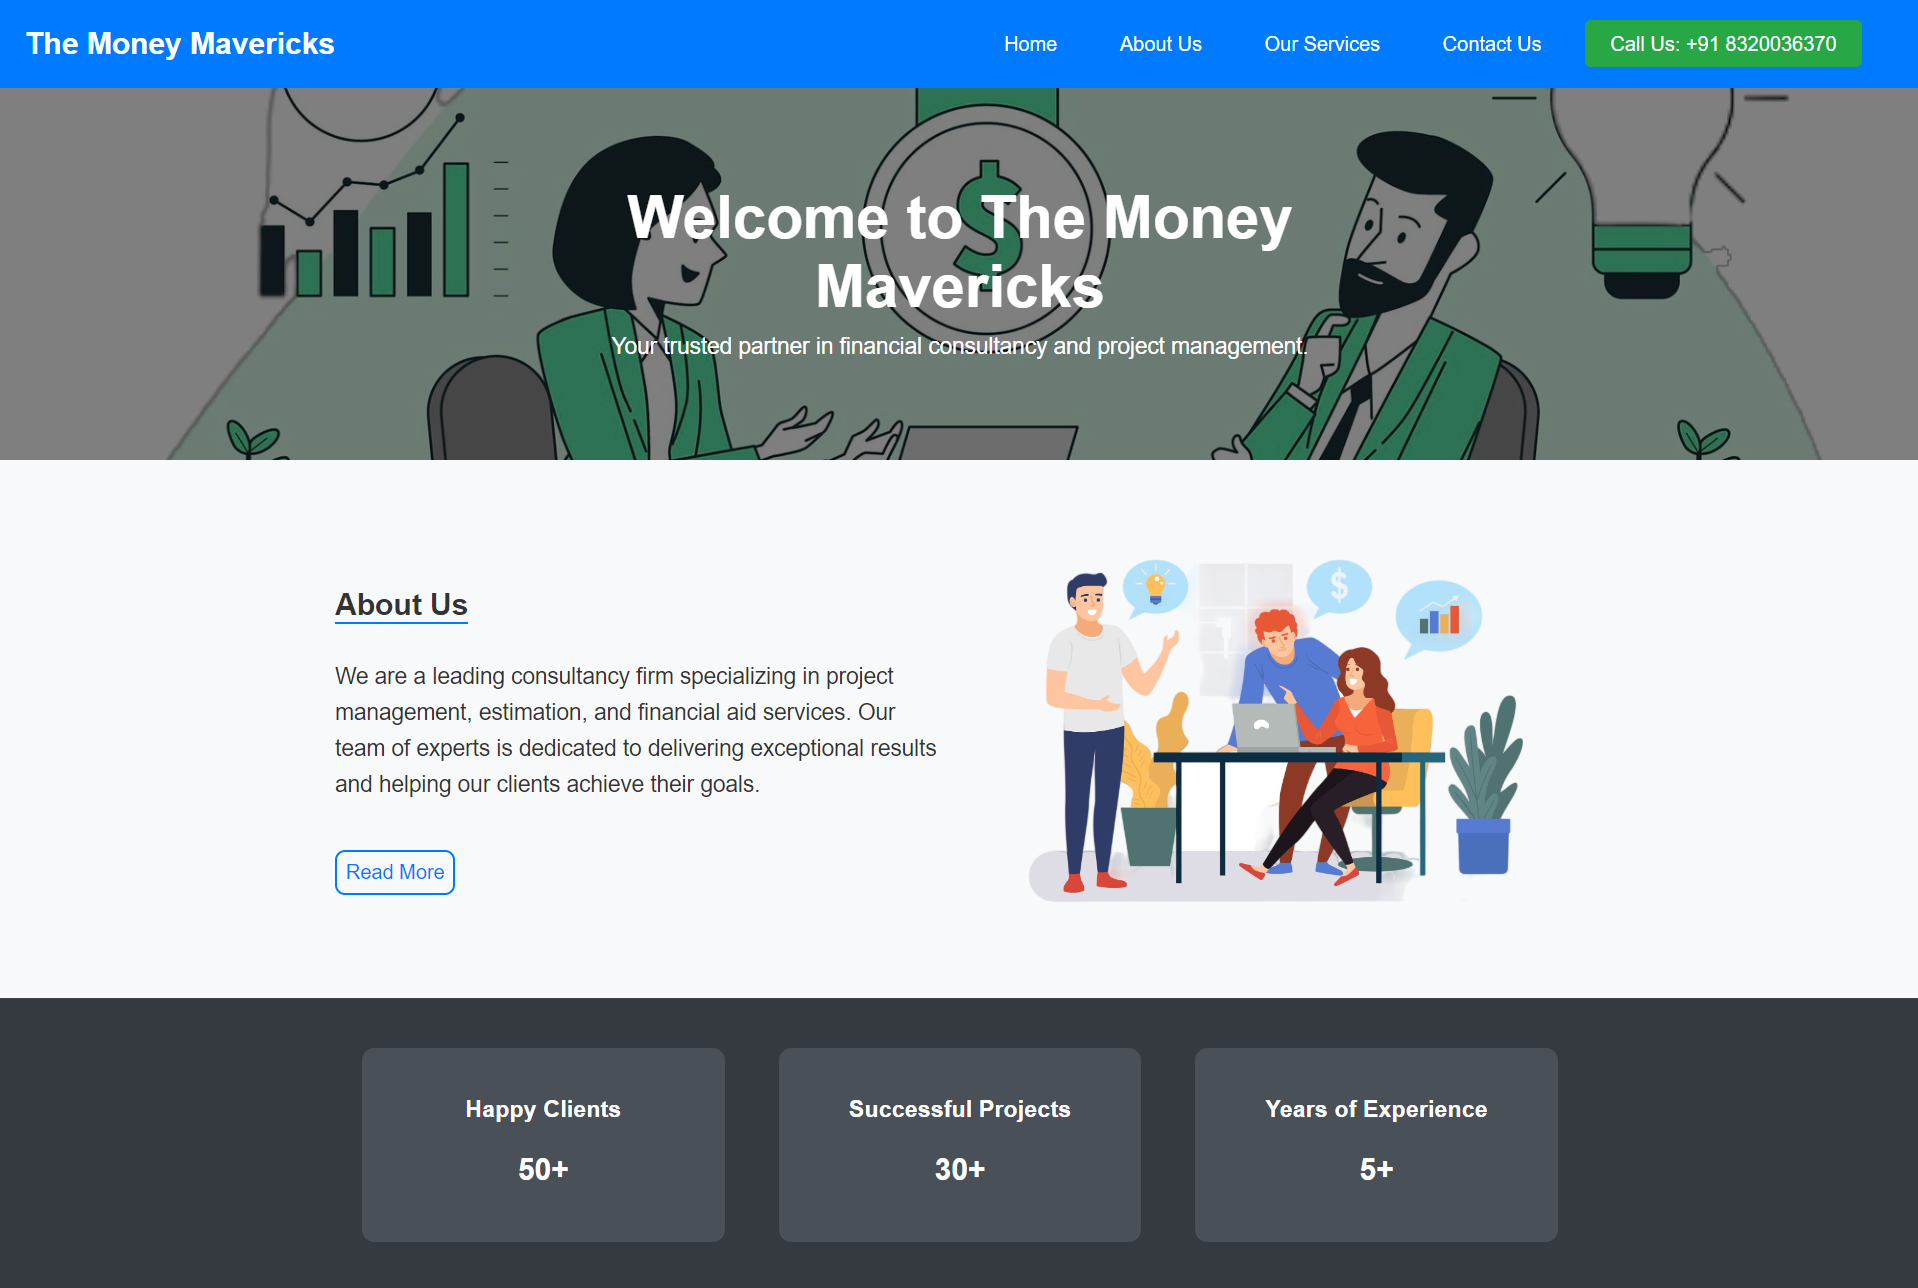 The Money Mavericks
Home
About Us
Our Services
Contact Us
Call Us: +91 8320036370
$
Welcome to The Money
Mavericks
Your trusted partner in financial consultancy and project management.
About Us
We are a leading consultancy firm specializing in project
management, estimation, and financial aid services. Our
team of experts is dedicated to delivering exceptional results
and helping our clients achieve their goals.
Read More
$
Happy Clients
50+
Successful Projects
30+
Years of Experience
5+